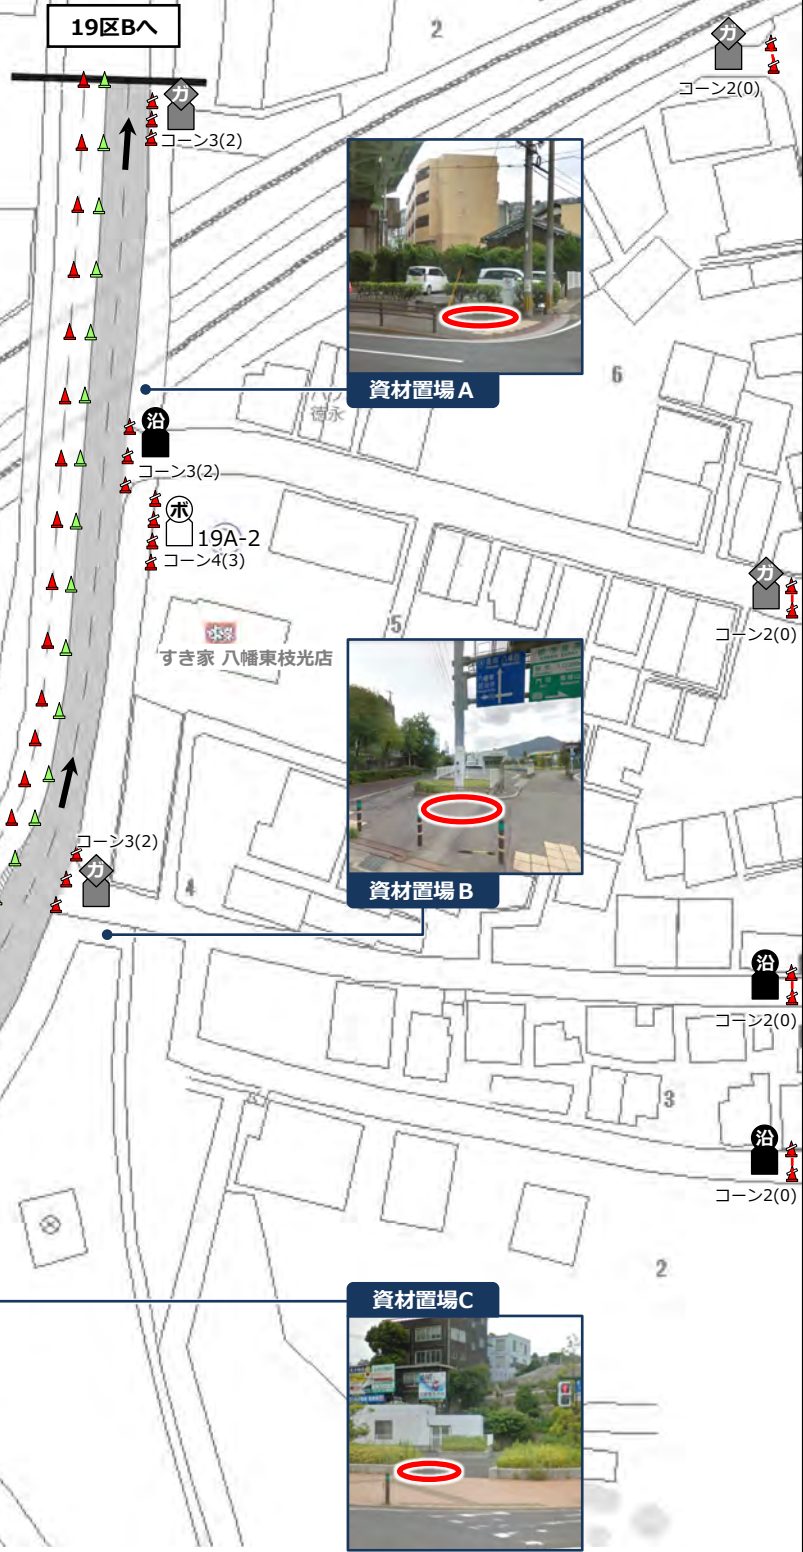 19区Bへ
2
ガ
コーン2(0)
ガ
コーン3(2)
資材置場A
6
徳永
沿
コーン3(2)
ボ
19A-2
コーン4(3)
ガ
コーン2(0)
5
すき家 八幡東枝光店
コーン3(2)
ガ
4
資材置場B
沿
コーン2(0)
3
沿
コーン2(0)
2
資材置場C